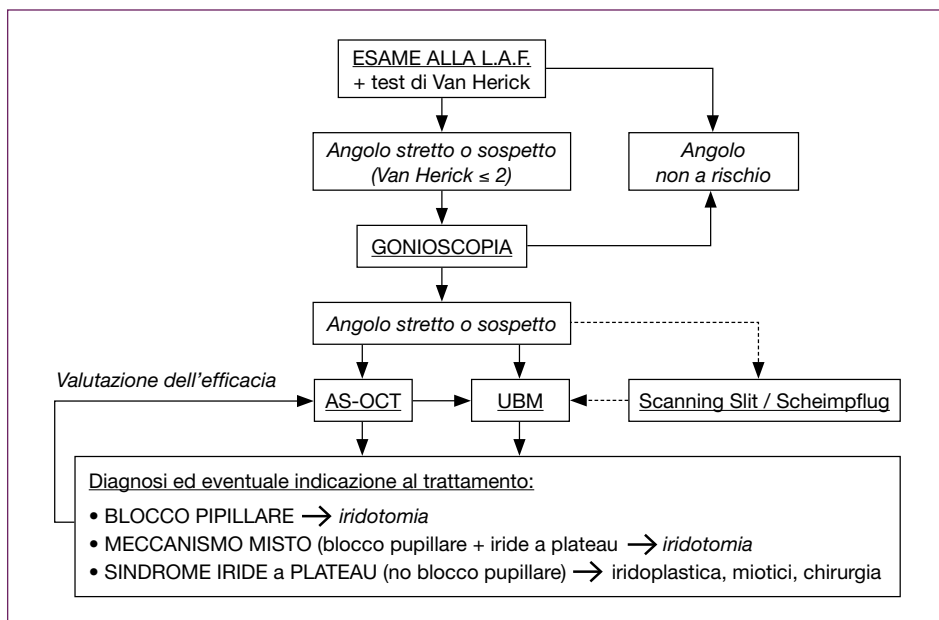 ESAME ALLA L.A.F.
+ test di Van Herick
Angolo stretto o sospetto
(Van Herick ≤ 2)
Angolo
non a rischio
GONIOSCOPIA
Angolo stretto o sospetto
Valutazione dell'efficacia
AS-OCT
UBM
Scanning Slit / Scheimpflug
Diagnosi ed eventuale indicazione al trattamento:
• BLOCCO PIPILLARE → iridotomia
• MECCANISMO MISTO (blocco pupillare + iride a plateau → iridotomia
• SINDROME IRIDE a PLATEAU (no blocco pupillare) → iridoplastica, miotici, chirurgia